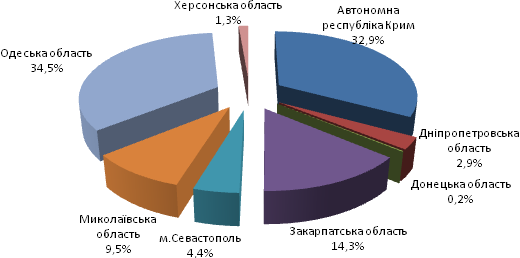 Херсонська область
1,3%
Автономна
республіка Крим
32,9%
Одеська область
34,5%
Дніпропетровська
область
2,9%
Донецька область
0,2%
Миколаївська
область
9,5%
м.Севастополь
4,4%
Закарпатська область
14,3%